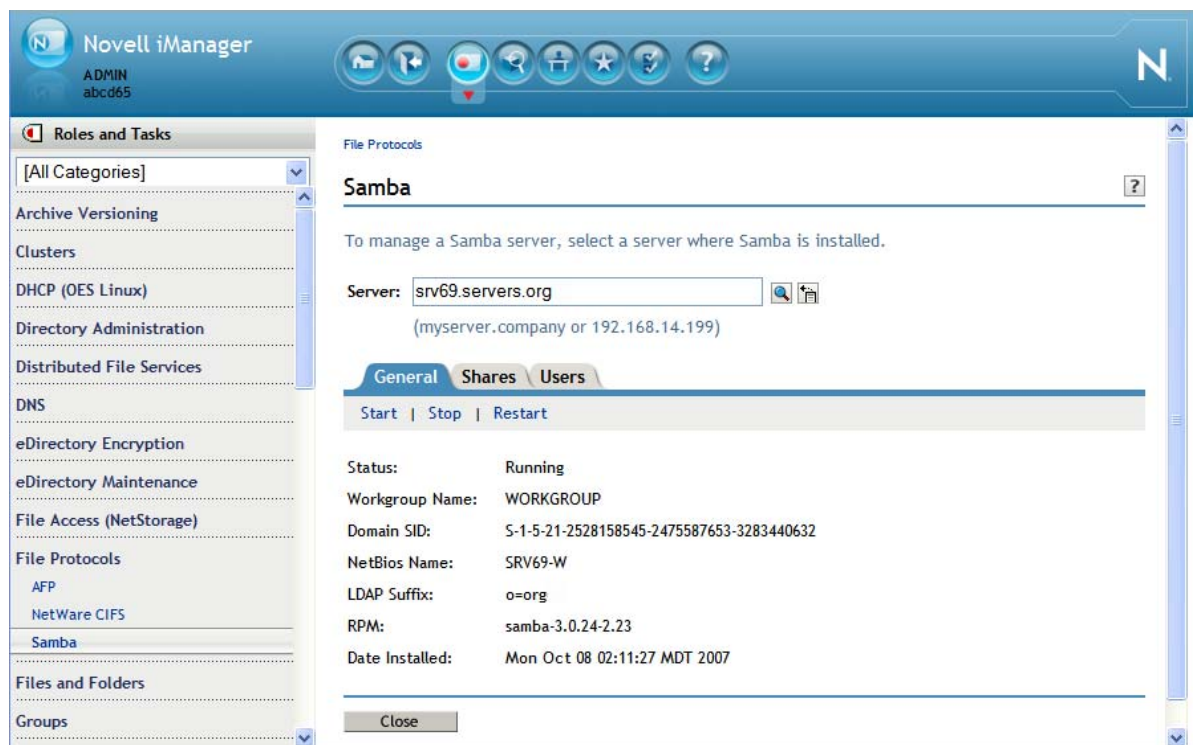 Novell iManager
ADMIN
abcd65
N
Roles and Tasks
[All Categories]
Archive Versioning
Clusters
DHCP (OES Linux)
Directory Administration
Distributed File Services
DNS
eDirectory Encryption
eDirectory Maintenance
File Access (NetStorage)
File Protocols
AFP
NetWare CIFS
Samba
Files and Folders
Groups
File Protocols
Samba
?
To manage a Samba server, select a server where Samba is installed.
Server: srv69.servers.org
(myserver.company or 192.168.14.199)
General Shares Users
Start | Stop | Restart
Status: Running
Workgroup Name: WORKGROUP
Domain SID: S-1-5-21-2528158545-2475587653-3283440632
NetBios Name: SRV69-W
LDAP Suffix: o=org
RPM: samba-3.0.24-2.23
Date Installed: Mon Oct 08 02:11:27 MDT 2007
Close